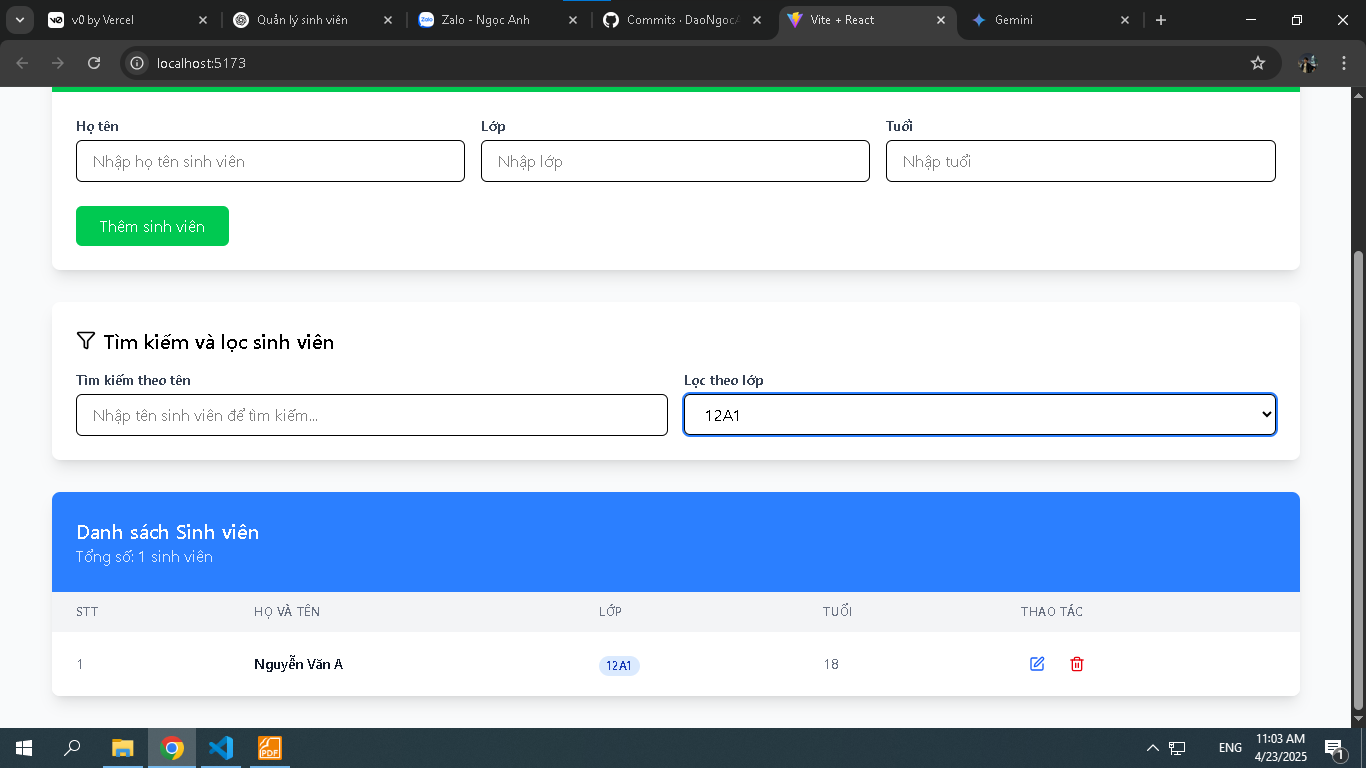 v0 by Vercel
Quản lý sinh viên
Zalo - Ngọc Anh
Commits · DaoNgocA
Vite + React
Gemini
localhost:5173
Họ tên
Lớp
Tuổi
Nhập họ tên sinh viên
Nhập lớp
Nhập tuổi
Thêm sinh viên
Tìm kiếm và lọc sinh viên
Tìm kiếm theo tên
Lọc theo lớp
Nhập tên sinh viên để tìm kiếm...
12A1
Danh sách Sinh viên
Tổng số: 1 sinh viên
STT HỌ VÀ TÊN LỚP TUỔI THAO TÁC
1 Nguyễn Văn A 12A1 18
ENG
11:03 AM
4/23/2025
1
PDF
Zalo